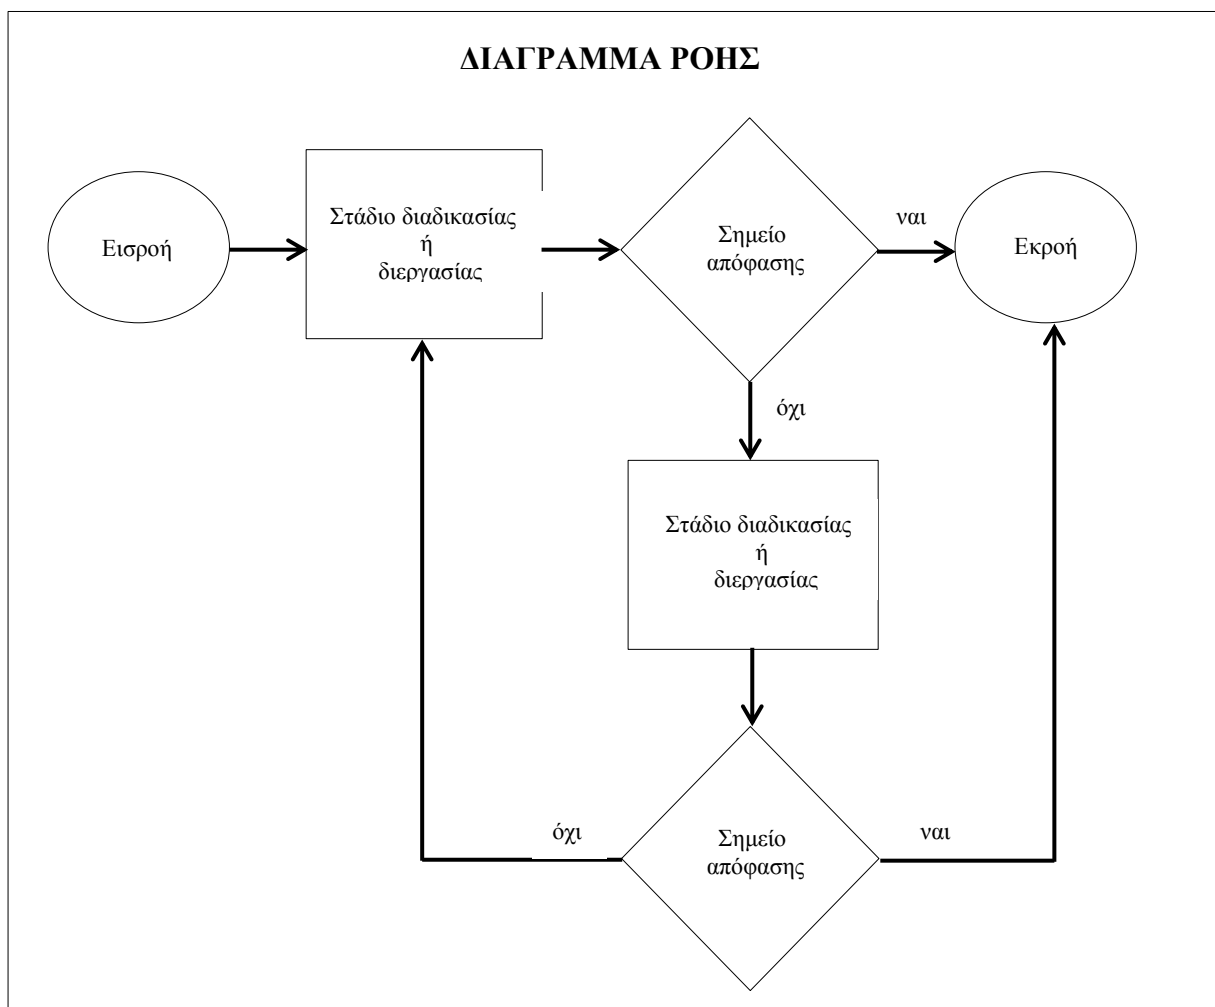 ΔΙΑΓΡΑΜΜΑ ΡΟΗΣ
Εισροή
Στάδιο διαδικασίας
ή
διεργασίας
Σημείο
απόφασης
ναι
Εκροή
όχι
Στάδιο διαδικασίας
ή
διεργασίας
όχι
Σημείο
απόφασης
ναι